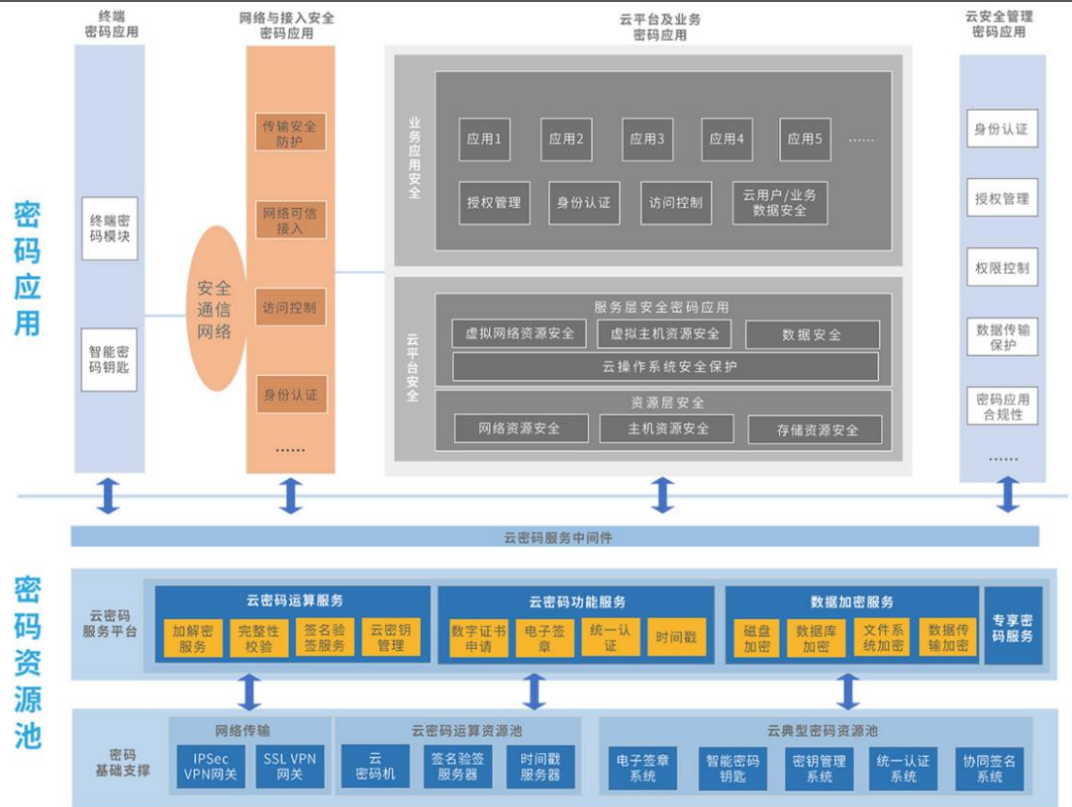 终端
密码应用
网络与接入安全
密码应用
云平台及业务
密码应用
云安全管理
密码应用
密码应用
终端密
码模块
智能密
码钥匙
安全
通信
网络
传输安全
防护
网络可信
接入
访问控制
身份认证
……
业务应用安全
应用1
应用2
应用3
应用4
应用5
……
授权管理
身份认证
访问控制
云用户/业务
数据安全
云平台安全
服务层安全密码应用
虚拟网络资源安全
虚拟主机资源安全
数据安全
云操作系统安全保护
资源层安全
网络资源安全
主机资源安全
存储资源安全
身份认证
授权管理
权限控制
数据传输
保护
密码应用
合规性
……
密码资源池
云密码服务中间件
云密码
服务平台
云密码运算服务
加解密
服务
完整性
校验
签名验
签服务
云密钥
管理
云密码功能服务
数字证书
申请
电子签
章
统一认
证
时间戳
数据加密服务
磁盘
加密
数据库
加密
文件系
统加密
数据传
输加密
专享密
码服务
密码
基础支撑
网络传输
IPSec
VPN网关
SSL VPN
网关
云密码运算资源池
云
密码机
签名验签
服务器
时间戳
服务器
云典型密码资源池
电子签章
系统
智能密码
钥匙
密钥管理
系统
统一认证
系统
协同签名
系统